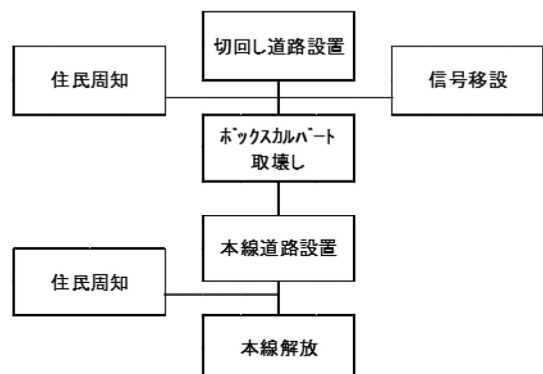 切回し道路設置
住民周知
信号移設
ﾎﾞｯｸｽｶﾙﾊﾞｰﾄ
取壊し
本線道路設置
住民周知
本線解放